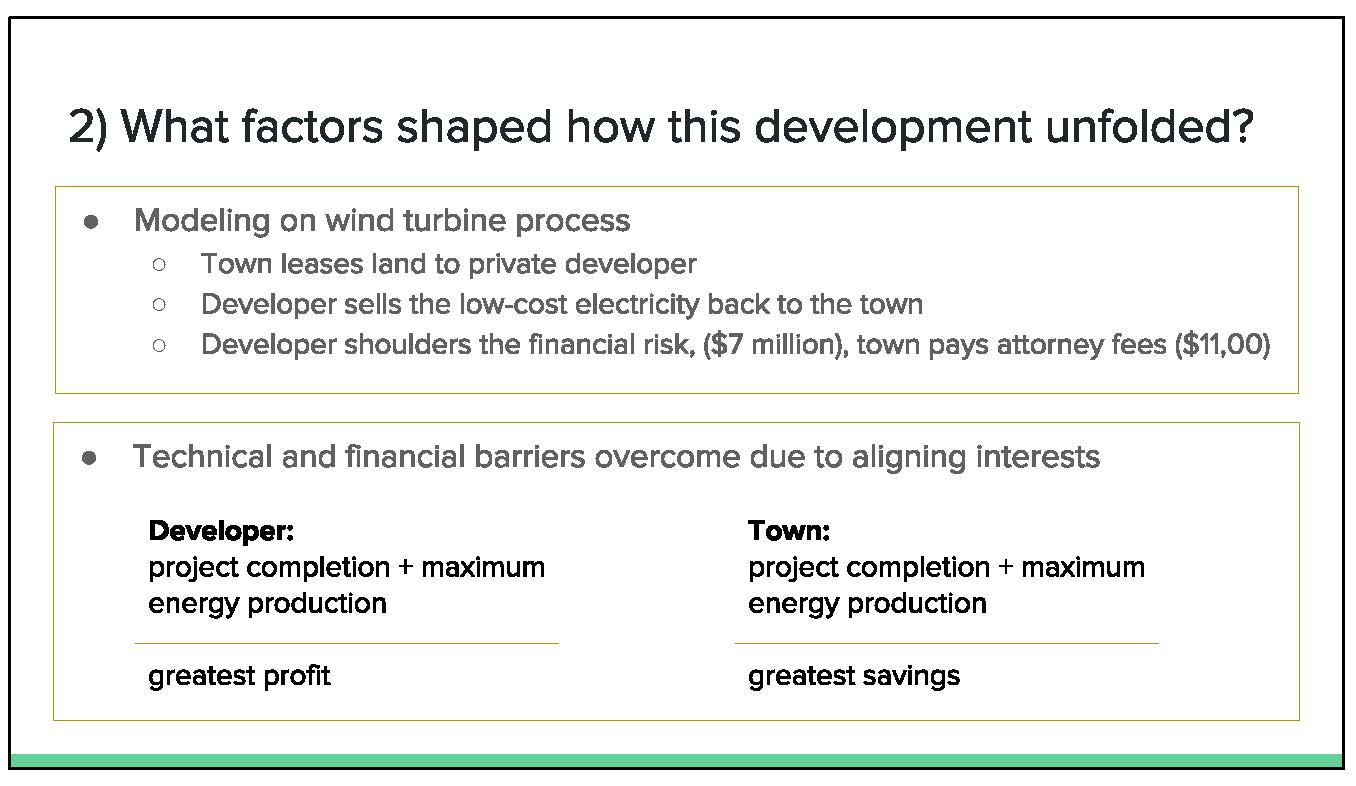 2) What factors shaped how this development unfolded?
● Modeling on wind turbine process
○ Town leases land to private developer
○ Developer sells the low-cost electricity back to the town
○ Developer shoulders the financial risk, ($7 million), town pays attorney fees ($11,00)
● Technical and financial barriers overcome due to aligning interests
Developer:
project completion + maximum
energy production
greatest profit
Town:
project completion + maximum
energy production
greatest savings